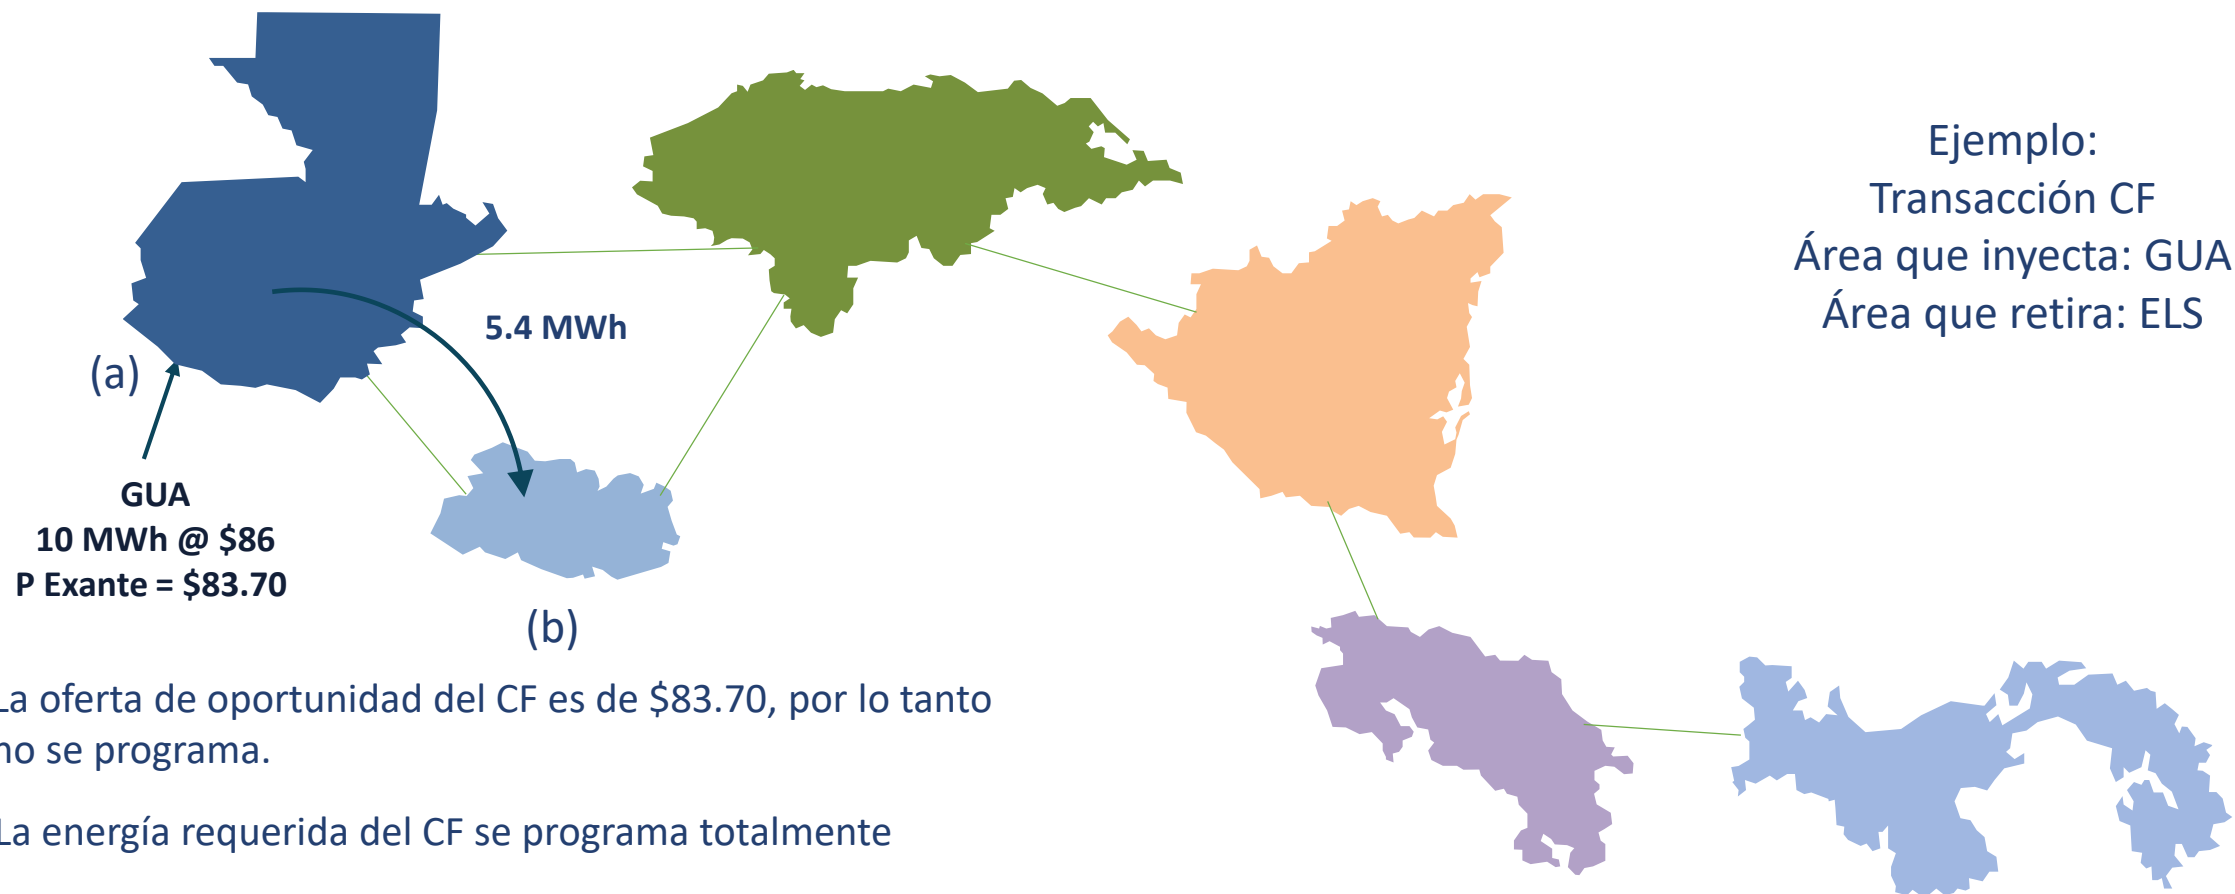 Ejemplo:
Transacción CF
Área que inyecta: GUA
Área que retira: ELS
5.4 MWh
(a)
GUA
10 MWh @ $86
P Exante = $83.70
(b)
La oferta de oportunidad del CF es de $83.70, por lo tanto
no se programa.
La energía requerida del CF se programa totalmente